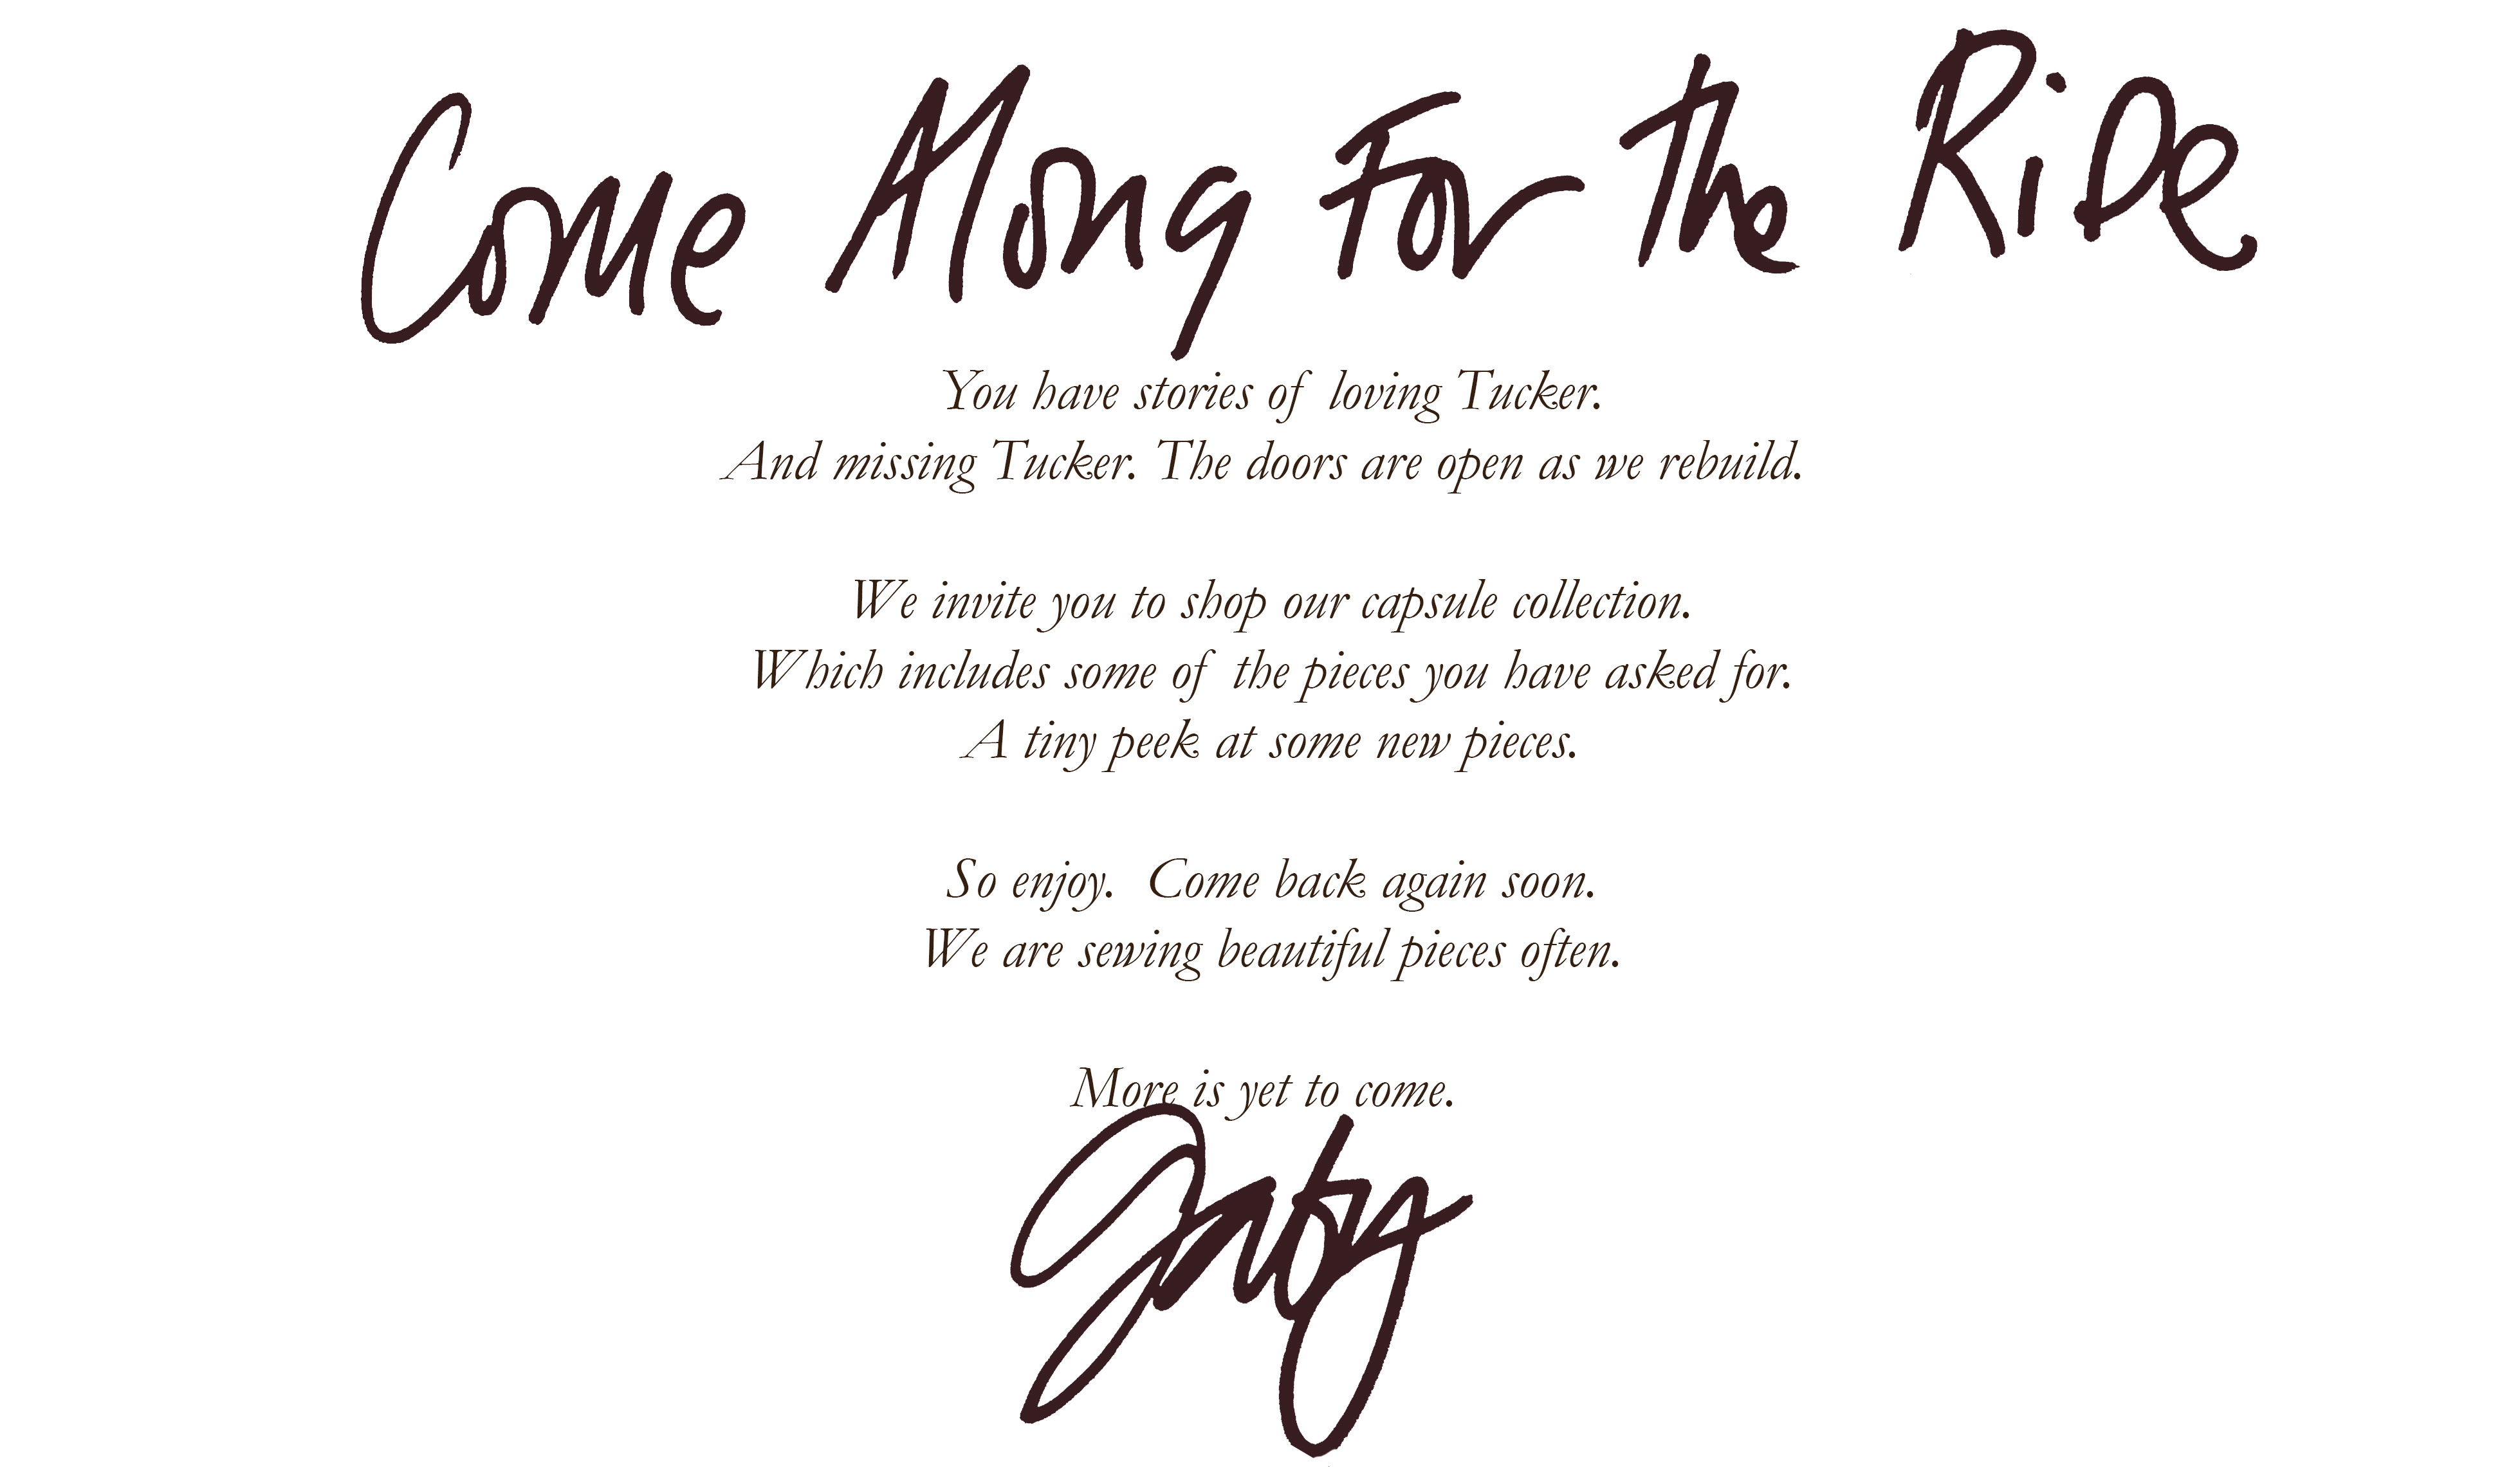 Come Along For The Ride
You have stories of loving Tucker.
And missing Tucker. The doors are open as we rebuild.
We invite you to shop our capsule collection.
Which includes some of the pieces you have asked for.
A tiny peek at some new pieces.
So enjoy. Come back again soon.
We are sewing beautiful pieces often.
More is yet to come.
Gaby